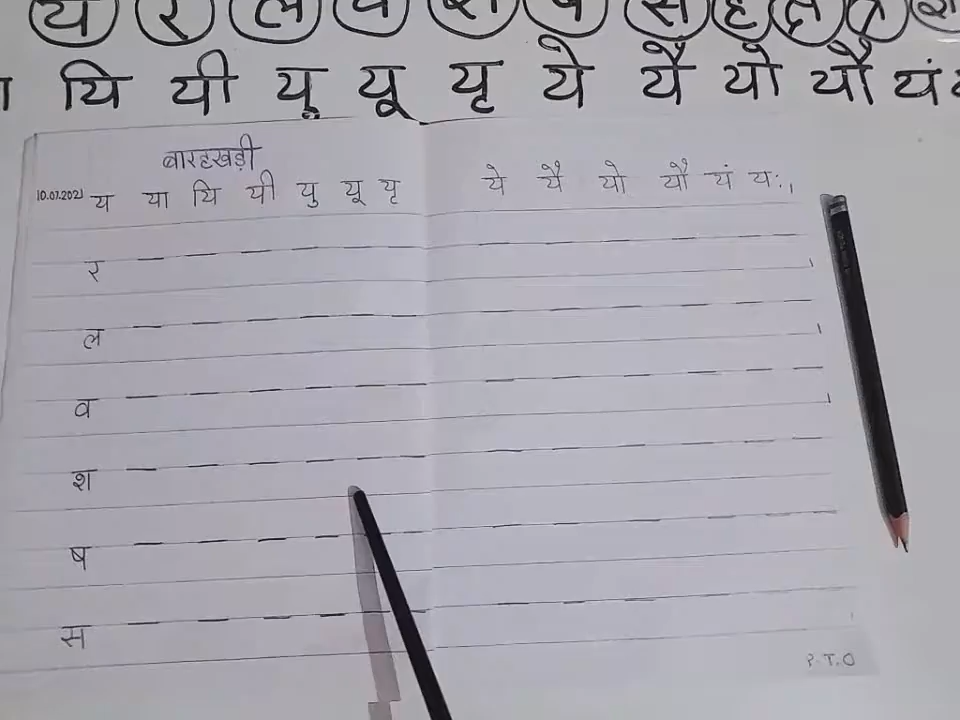 य र ल व श ष स ह क्ष त्र
यि यी यु यू यृ ये यै यो यौ यं
बारहखड़ी
10.07.2021 य या यि यी यु यू यृ ये यै यो यौ यं यः
र
ल
व
श
ष
स
P.T.O